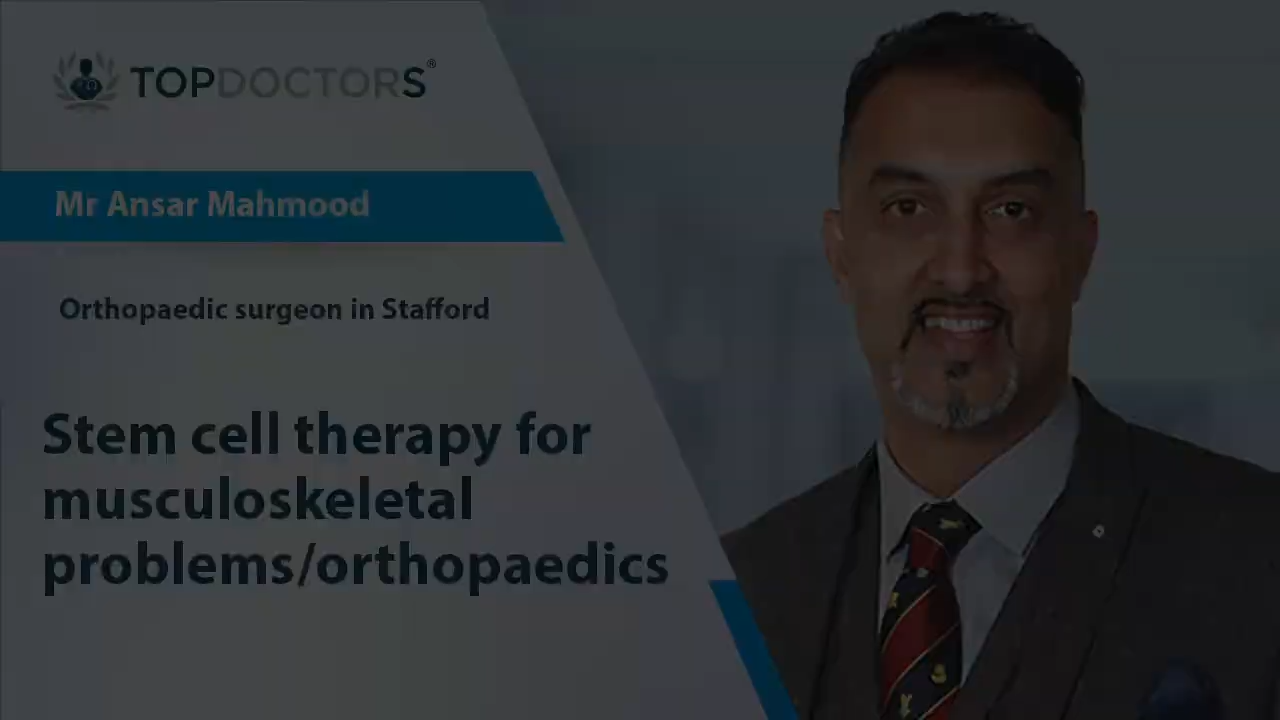 TOPDOCTORS®
Mr Ansar Mahmood
Orthopaedic surgeon in Stafford
Stem cell therapy for
musculoskeletal
problems/orthopaedics